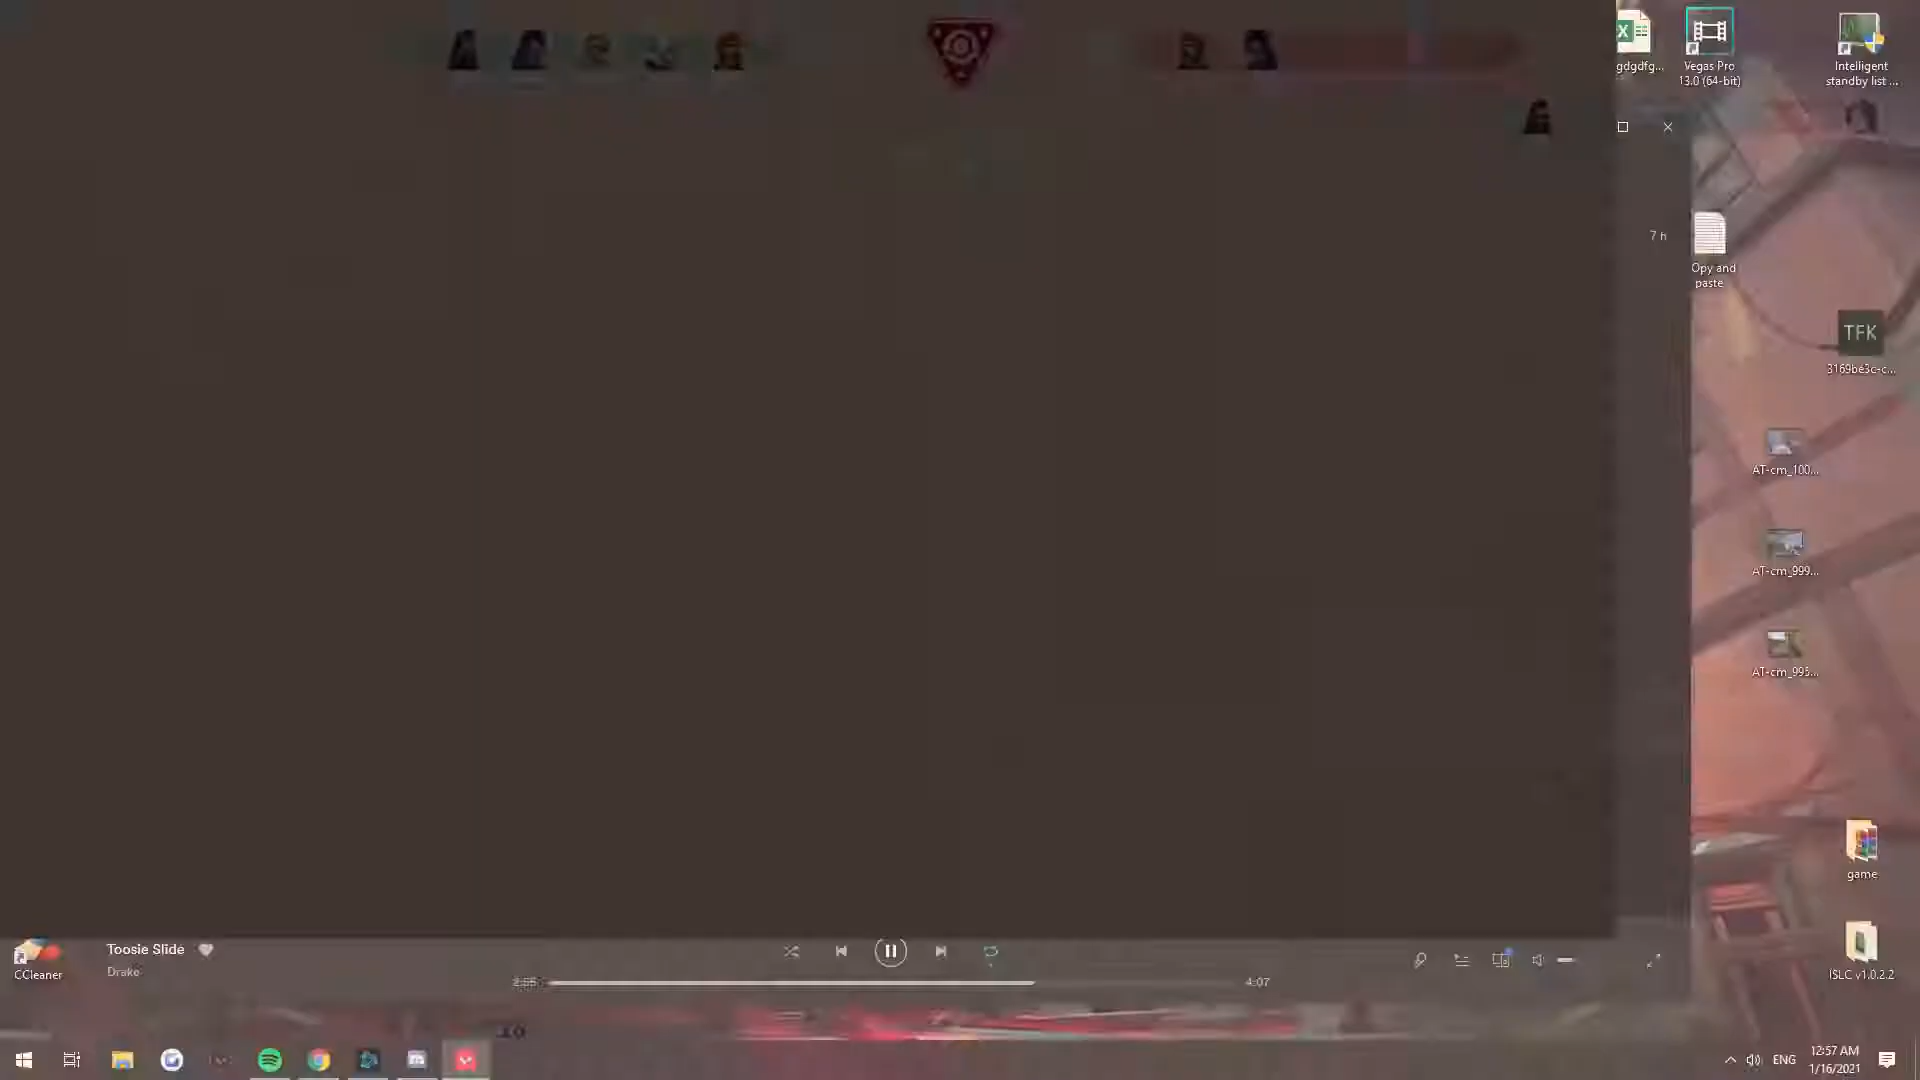 gdgdfg...
Vegas Pro
13.0 (64-bit)
Intelligent
standby list ...
7 h
Opy and
paste
TFK
3169be3c-c...
AT-cm_100...
AT-cm_999...
AT-cm_995...
game
ISLC v1.0.2.2
CCleaner
Toosie Slide
Drake
4:07
ENG
12:57 AM
1/16/2021